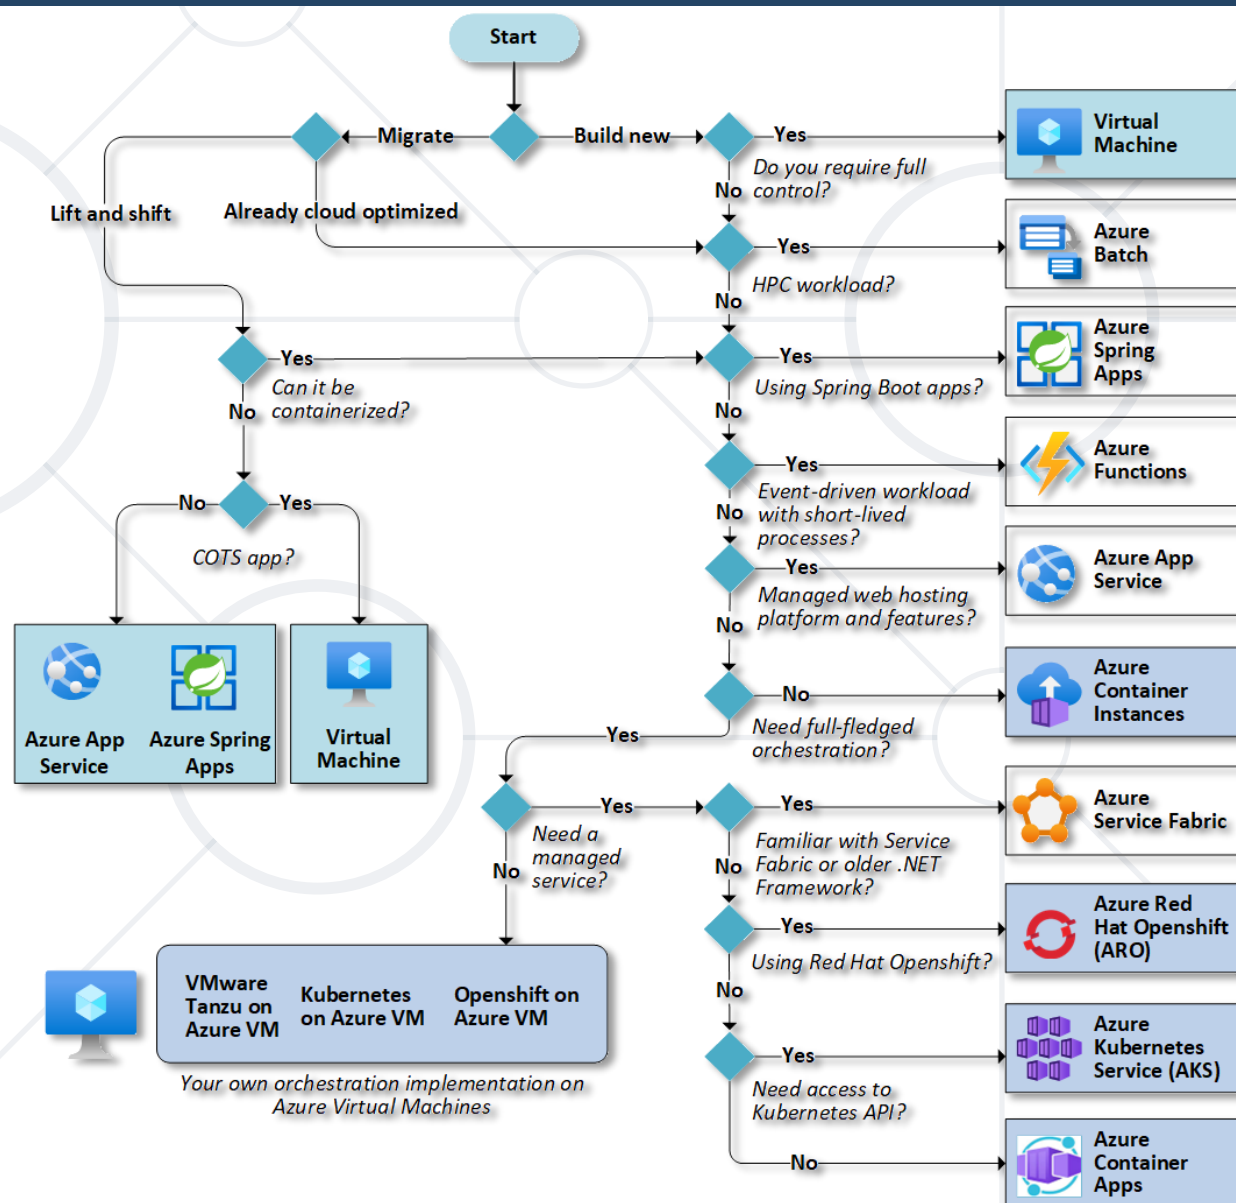 Start
Migrate
Build new
Yes
Virtual
Machine
Do you require full
control?
No
Lift and shift
Already cloud optimized
Yes
Azure
Batch
HPC workload?
No
Yes
Can it be
containerized?
No
Yes
Using Spring Boot apps?
No
Azure
Spring
Apps
Yes
Azure
Functions
Event-driven workload
with short-lived
processes?
No
No
Yes
COTS app?
Yes
Azure App
Service
Managed web hosting
platform and features?
No
Azure App
Service
Azure Spring
Apps
Virtual
Machine
No
Azure
Container
Instances
Need full-fledged
orchestration?
Yes
Yes
Need a
managed
service?
No
Yes
Azure
Service Fabric
Familiar with Service
Fabric or older .NET
Framework?
No
Yes
Azure Red
Hat Openshift
(ARO)
Using Red Hat Openshift?
No
VMware
Tanzu on
Azure VM
Kubernetes
on Azure VM
Openshift on
Azure VM
Your own orchestration implementation on
Azure Virtual Machines
Yes
Azure
Kubernetes
Service (AKS)
Need access to
Kubernetes API?
No
Azure
Container
Apps